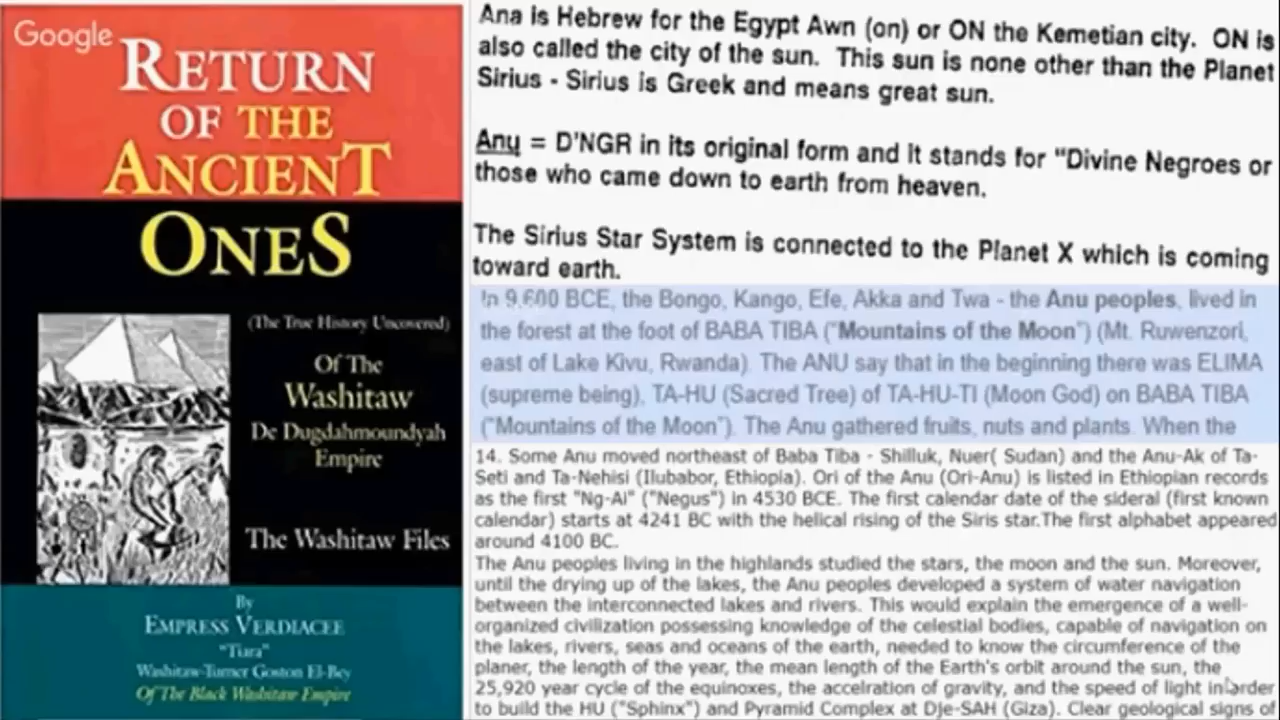 Google
RETURN
OF THE
ANCIENT
ONES
(The True History Uncovered)
Of The
Washitaw
De Dugdahmoundyah
Empire
The Washitaw Files
By
EMPRESS VERDIACEE
"Tiara"
Washitaw-Turner Goston El-Bey
Of The Black Washitaw Empire
Ana is Hebrew for the Egypt Awn (on) or ON the Kemetian city. ON is
also called the city of the sun. This sun is none other than the Planet
Sirius - Sirius is Greek and means great sun.
Any = D'NGR in its original form and it stands for "Divine Negroes or
those who came down to earth from heaven.
The Sirius Star System is connected to the Planet X which is coming
toward earth.
In 9,600 BCE, the Bongo, Kango, Efe, Akka and Twa - the Anu peoples, lived in
the forest at the foot of BABA TIBA ("Mountains of the Moon") (Mt. Ruwenzori,
east of Lake Kivu, Rwanda). The ANU say that in the beginning there was ELIMA
(supreme being), TA-HU (Sacred Tree) of TA-HU-TI (Moon God) on BABA TIBA
("Mountains of the Moon"). The Anu gathered fruits, nuts and plants. When the
14. Some Anu moved northeast of Baba Tiba - Shilluk, Nuer( Sudan) and the Anu-Ak of Ta-
Seti and Ta-Nehisi (Ilubabor, Ethiopia). Ori of the Anu (Ori-Anu) is listed in Ethiopian records
as the first "Ng-Ai" ("Negus") in 4530 BCE. The first calendar date of the sideral (first known
calendar) starts at 4241 BC with the helical rising of the Siris star.The first alphabet appeared
around 4100 BC.
The Anu peoples living in the highlands studied the stars, the moon and the sun. Moreover,
until the drying up of the lakes, the Anu peoples developed a system of water navigation
between the interconnected lakes and rivers. This would explain the emergence of a well-
organized civilization possessing knowledge of the celestial bodies, capable of navigation on
the lakes, rivers, seas and oceans of the earth, needed to know the circumference of the
planer, the length of the year, the mean length of the Earth's orbit around the sun, the
25,920 year cycle of the equinoxes, the accelration of gravity, and the speed of light in order
to build the HU ("Sphinx") and Pyramid Complex at DJe-SAH (Giza). Clear geological signs of